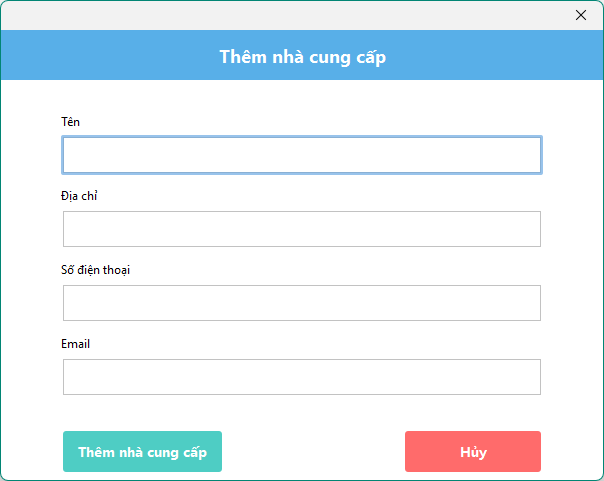 Thêm nhà cung cấp
Tên
Địa chỉ
Số điện thoại
Email
Thêm nhà cung cấp
Hủy